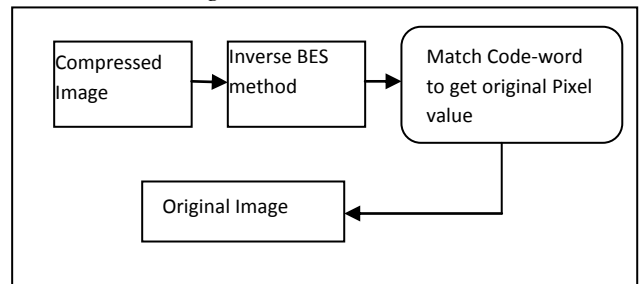 Compressed
Image
Inverse BES
method
Match Code-word
to get original Pixel
value
Original Image